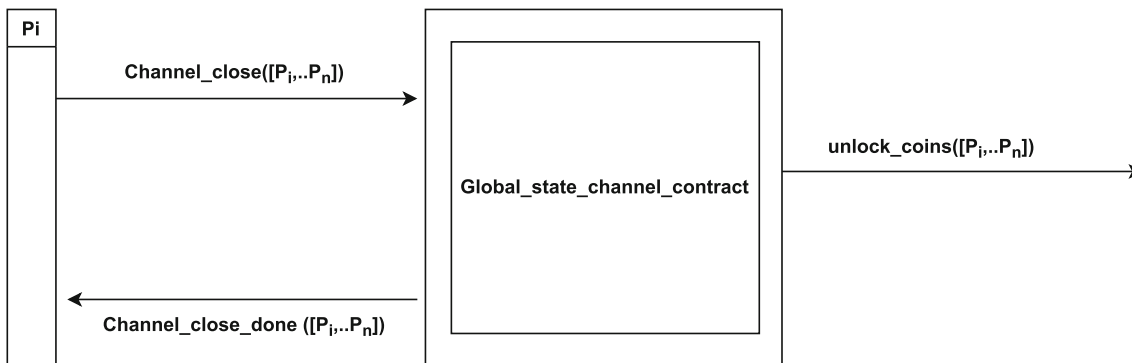 Pi
Channel_close([Pi,..Pn])
unlock_coins([Pi,..Pn])
Global_state_channel_contract
Channel_close_done ([Pi,..Pn])